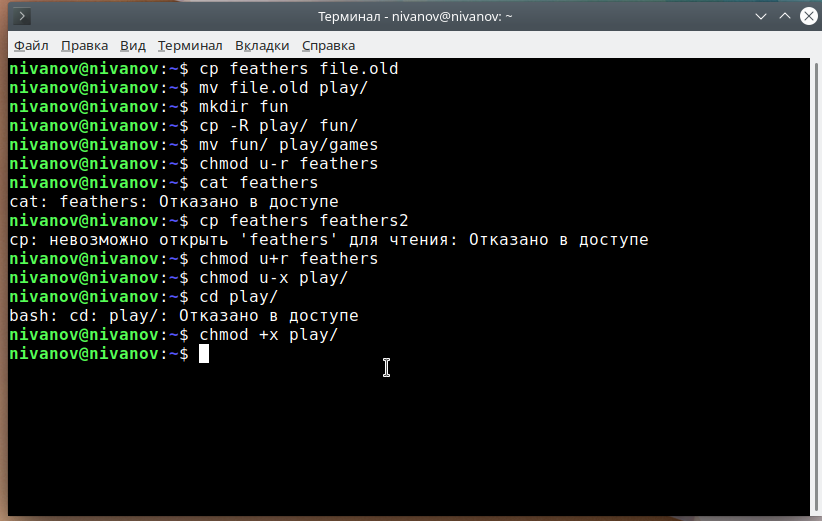 Терминал - nivanov@nivanov: ~
Файл Правка Вид Терминал Вкладки Справка
nivanov@nivanov:~$ cp feathers file.old
nivanov@nivanov:~$ mv file.old play/
nivanov@nivanov:~$ mkdir fun
nivanov@nivanov:~$ cp -R play/ fun/
nivanov@nivanov:~$ mv fun/ play/games
nivanov@nivanov:~$ chmod u-r feathers
nivanov@nivanov:~$ cat feathers
cat: feathers: Отказано в доступе
nivanov@nivanov:~$ cp feathers feathers2
cp: невозможно открыть 'feathers' для чтения: Отказано в доступе
nivanov@nivanov:~$ chmod u+r feathers
nivanov@nivanov:~$ chmod u-x play/
nivanov@nivanov:~$ cd play/
bash: cd: play/: Отказано в доступе
nivanov@nivanov:~$ chmod +x play/
nivanov@nivanov:~$